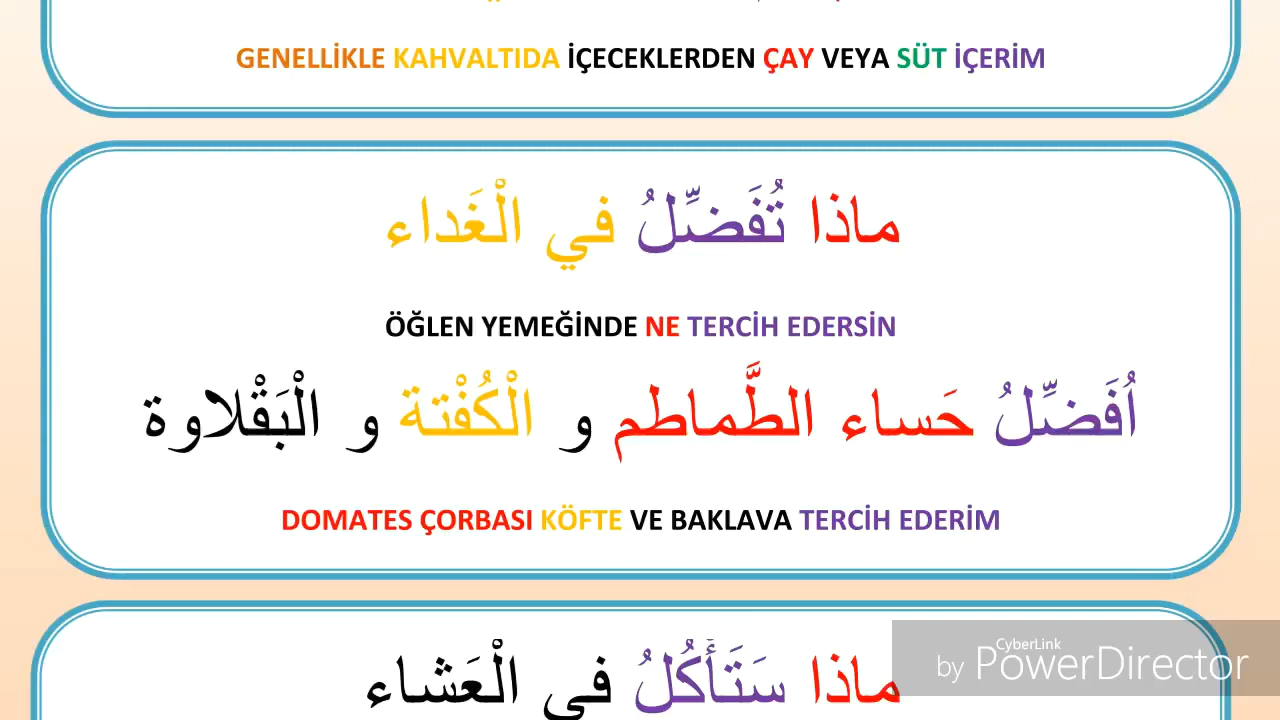 GENELLİKLE KAHVALTIDA İÇECEKLERDEN ÇAY VEYA SÜT İÇERİM
ماذا تُفَضِّلُ في الْغَداء
ÖĞLEN YEMEĞİNDE NE TERCİH EDERSİN
اُفَضِّلُ حَساء الطَّماطم و الْكُفْتة و الْبَقْلاوة
DOMATES ÇORBASI KÖFTE VE BAKLAVA TERCİH EDERİM
ماذا سَتَأَكُلُ في الْعَشاء
CyberLink
by PowerDirector